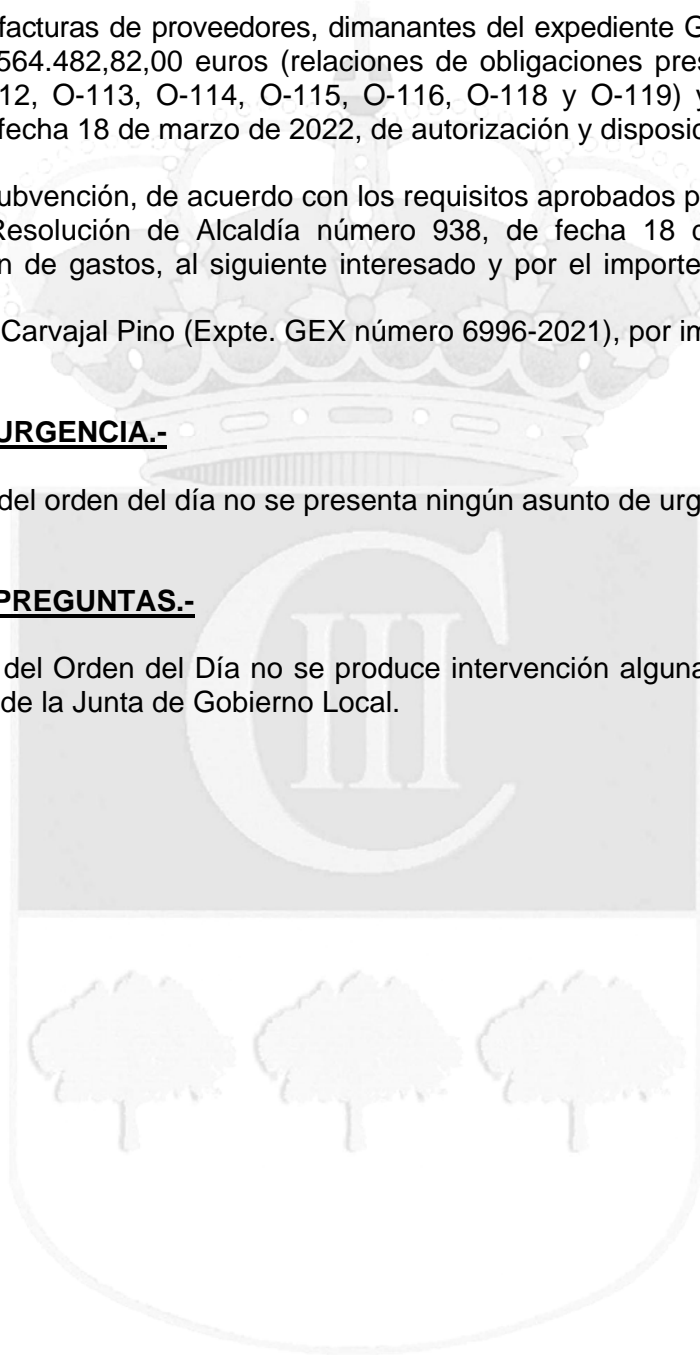 facturas de proveedores, dimanantes del expediente G
564.482,82,00 euros (relaciones de obligaciones pres
12, O-113, O-114, O-115, O-116, O-118 y O-119) y
fecha 18 de marzo de 2022, de autorización y disposic
ubvención, de acuerdo con los requisitos aprobados p
Resolución de Alcaldía número 938, de fecha 18 d
n de gastos, al siguiente interesado y por el importe
Carvajal Pino (Expte. GEX número 6996-2021), por im
URGENCIA.-
del orden del día no se presenta ningún asunto de urg
PREGUNTAS.-
del Orden del Día no se produce intervención alguna
de la Junta de Gobierno Local.
CIII